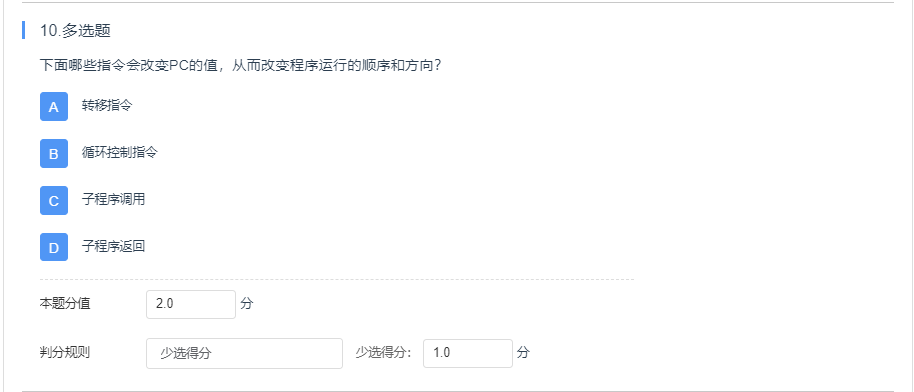 10.多选题
下面哪些指令会改变PC的值，从而改变程序运行的顺序和方向？
A 转移指令
B 循环控制指令
C 子程序调用
D 子程序返回
本题分值 2.0 分
判分规则 少选得分 少选得分： 1.0 分